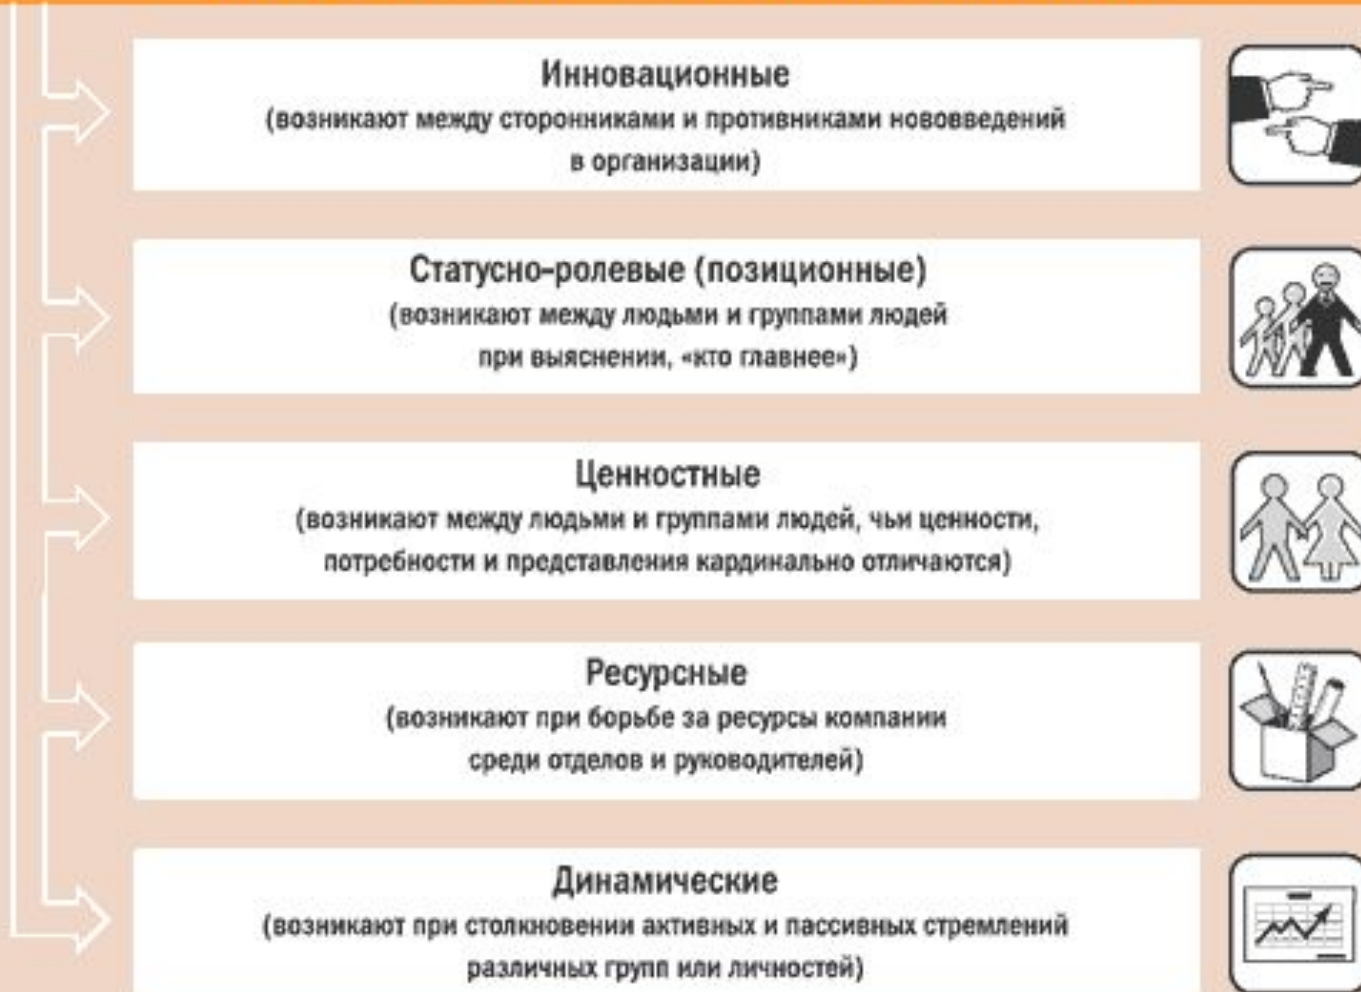 Инновационные
(возникают между сторонниками и противниками нововведений
в организации)
Статусно-ролевые (позиционные)
(возникают между людьми и группами людей
при выяснении, «кто главнее»)
Ценностные
(возникают между людьми и группами людей, чьи ценности,
потребности и представления кардинально отличаются)
Ресурсные
(возникают при борьбе за ресурсы компании
среди отделов и руководителей)
Динамические
(возникают при столкновении активных и пассивных стремлений
различных групп или личностей)